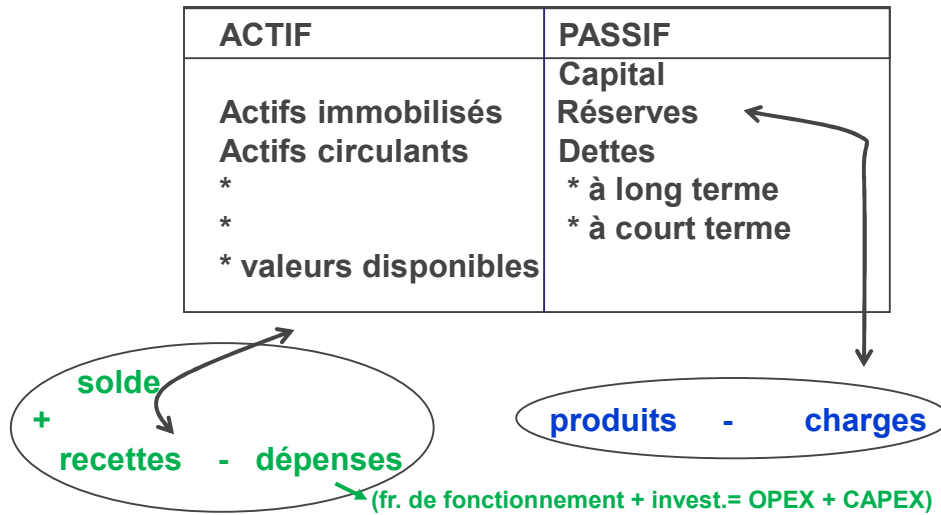 ACTIF PASSIF
Capital
Actifs immobilisés Réserves
Actifs circulants Dettes
* * à long terme
* * à court terme
* valeurs disponibles
solde
+
recettes - dépenses
produits - charges
(fr. de fonctionnement + invest.= OPEX + CAPEX)